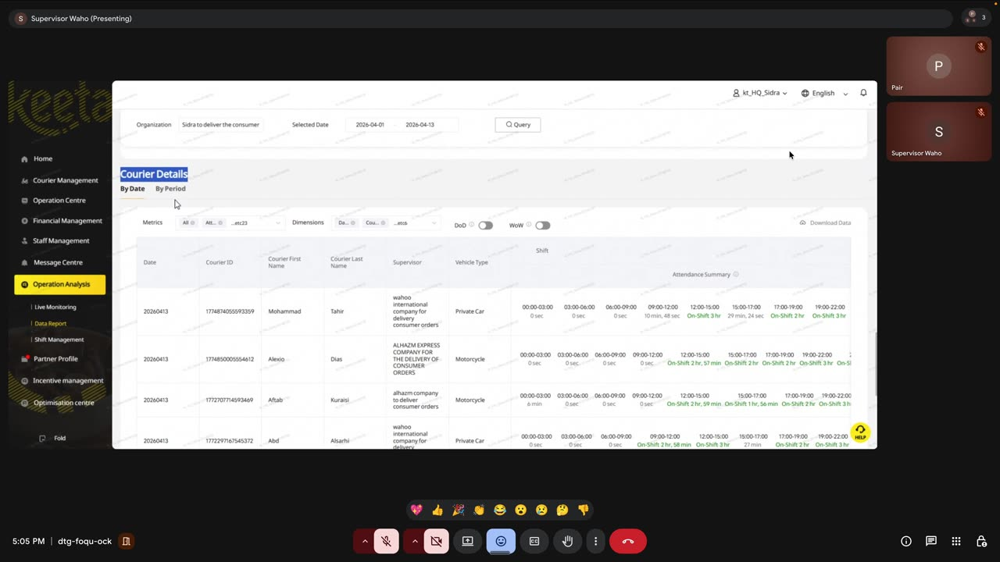 S Supervisor Waho (Presenting)
3
P
Pair
S
Supervisor Waho
keeta
kt_HQ_Sidra
English
Organization
Sidra to deliver the consumer
Selected Date
2026-04-01
2026-04-13
Query
Courier Details
By Date
By Period
Metrics
All
Att...
...etc23
Dimensions
Da...
Cou...
...etc6
DoD
WoW
Download Data
Home
Courier Management
Operation Centre
Financial Management
Staff Management
Message Centre
Operation Analysis
Live Monitoring
Data Report
Shift Management
Partner Profile
Incentive management
Optimisation centre
Fold
Date
Courier ID
Courier First Name
Courier Last Name
Supervisor
Vehicle Type
Shift
Attendance Summary
20260413
1774874055593359
Mohammad
Tahir
wahoo international company for delivery consumer orders
Private Car
00:00-03:00 03:00-06:00 06:00-09:00 09:00-12:00 12:00-15:00 15:00-17:00 17:00-19:00 19:00-22:00
0 sec 0 sec 0 sec 10 min, 48 sec On-Shift 3 hr 29 min, 24 sec On-Shift 2 hr On-Shift 3 hr
20260413
1774850005554612
Alexio
Dias
ALHAZM EXPRESS COMPANY FOR THE DELIVERY OF CONSUMER ORDERS
Motorcycle
00:00-03:00 03:00-06:00 06:00-09:00 09:00-12:00 12:00-15:00 15:00-17:00 17:00-19:00 19:00-22:00
0 sec 0 sec 0 sec 0 sec On-Shift 2 hr, 57 min On-Shift 2 hr On-Shift 2 hr On-Shift 3 hr On-S
20260413
1772707714593469
Aftab
Kuraisi
alhazm company to deliver consumer orders
Motorcycle
00:00-03:00 03:00-06:00 06:00-09:00 09:00-12:00 12:00-15:00 15:00-17:00 17:00-19:00 19:00-22:00
6 min 0 sec 0 sec 0 sec On-Shift 2 hr, 59 min On-Shift 1 hr, 56 min On-Shift 2 hr On-Shift 3 h
20260413
1772297167545372
Abd
Alsarhi
wahoo international company for delivery
Private Car
00:00-03:00 03:00-06:00 06:00-09:00 09:00-12:00 12:00-15:00 15:00-17:00 17:00-19:00 19:00-22:00
0 sec 0 sec 0 sec On-Shift 2 hr, 58 min On-Shift 3 hr 27 min On-Shift 2 hr On-Shift 3 hr
HELP
5:05 PM | dtg-foqu-ock